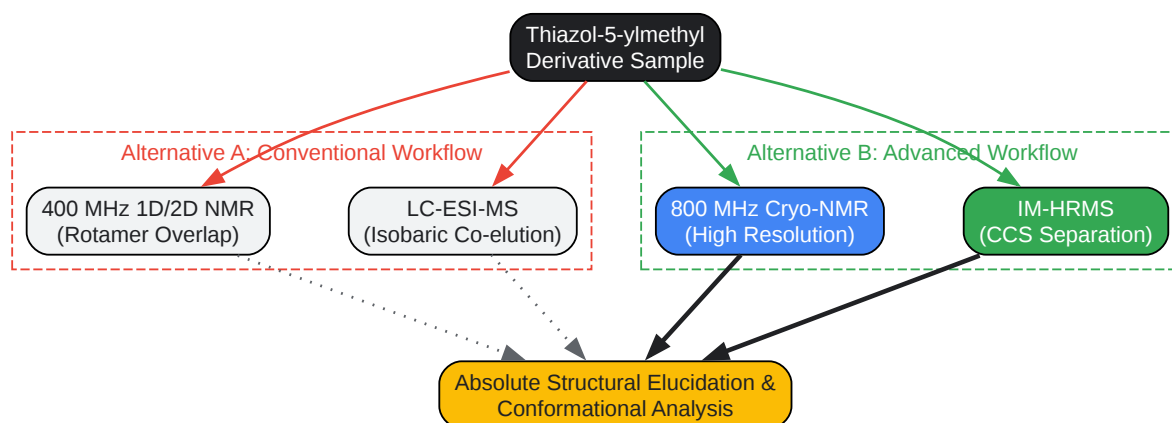 Thiazol-5-ylmethyl
Derivative Sample
Alternative A: Conventional Workflow
Alternative B: Advanced Workflow
400 MHz 1D/2D NMR
(Rotamer Overlap)
LC-ESI-MS
(Isobaric Co-elution)
800 MHz Cryo-NMR
(High Resolution)
IM-HRMS
(CCS Separation)
Absolute Structural Elucidation &
Conformational Analysis